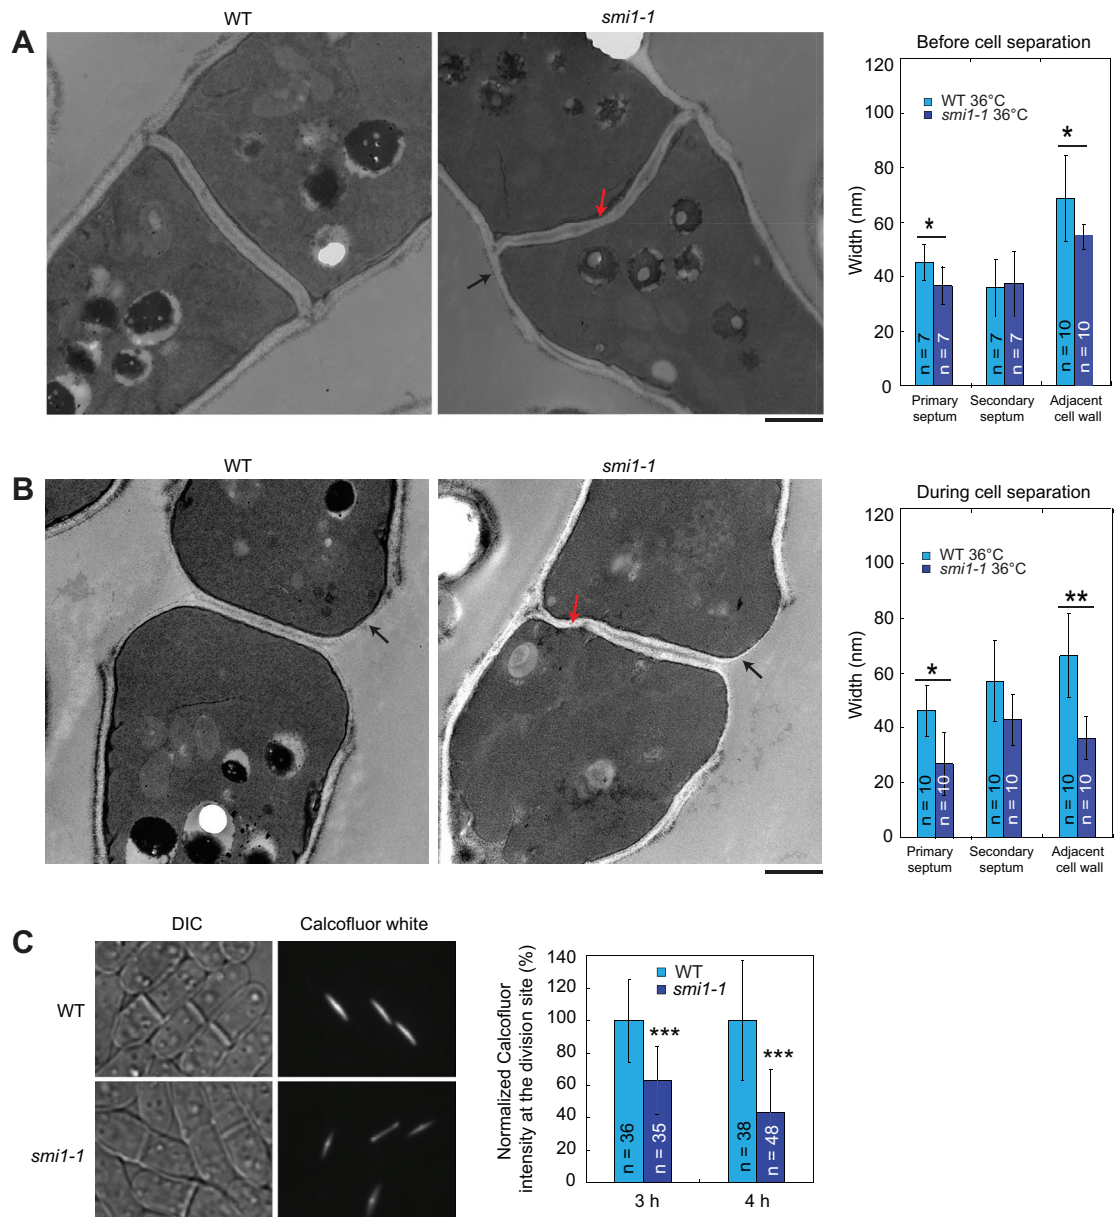 A
WT
smi1-1
Before cell separation
120
100
80
60
40
20
0
Width (nm)
WT 36°C
smi1-1 36°C
*
*
n = 7
n = 7
n = 7
n = 7
n = 10
n = 10
Primary septum
Secondary septum
Adjacent cell wall
B
WT
smi1-1
During cell separation
120
100
80
60
40
20
0
Width (nm)
WT 36°C
smi1-1 36°C
*
**
n = 10
n = 10
n = 10
n = 10
n = 10
n = 10
Primary septum
Secondary septum
Adjacent cell wall
C
DIC
Calcofluor white
WT
smi1-1
Normalized Calcofluor
intensity at the division site (%)
140
120
100
80
60
40
20
0
WT
smi1-1
***
***
n = 36
n = 35
n = 38
n = 48
3 h
4 h